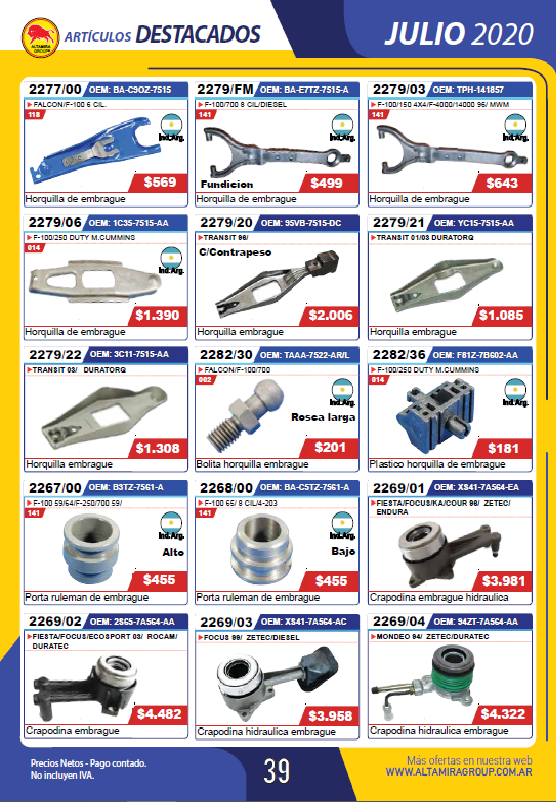 ALTAMIRA
GROUP
ARTÍCULOS DESTACADOS
JULIO 2020
2277/00 OEM: BA-C9OZ-7515
FALCON/F-100 6 CIL.
118
Ind.Arg.
$569
Horquilla de embrague
2279/FM OEM: BA-E7TZ-7515-A
F-100/700 8 CIL/DIESEL
141
Ind.Arg.
Fundicion
$499
Horquilla de embrague
2279/03 OEM: TPH-141857
F-100/150 4X4/F-4000/14000 96/ MWM
141
Ind.Arg.
$643
Horquilla de embrague
2279/06 OEM: 1C35-7515-AA
F-100/250 DUTY M.CUMMINS
014
Ind.Arg.
$1.390
Horquilla de embrague
2279/20 OEM: 95VB-7515-DC
TRANSIT 96/
C/Contrapeso
$2.006
Horquilla embrague
2279/21 OEM: YC15-7515-AA
TRANSIT 01/03 DURATORQ
$1.085
Horquilla embrague
2279/22 OEM: 3C11-7515-AA
TRANSIT 03/ DURATORQ
$1.308
Horquilla embrague
2282/30 OEM: TAAA-7522-AR/L
FALCON/F-100/700
002
Ind.Arg.
Rosca larga
$201
Bolita horquilla embrague
2282/36 OEM: F81Z-7B602-AA
F-100/250 DUTY M.CUMMINS
014
Ind.Arg.
$181
Plastico horquilla de embrague
2267/00 OEM: B3TZ-7561-A
F-100 59/64/F-250/700 59/
141
Ind.Arg.
Alto
$455
Porta ruleman de embrague
2268/00 OEM: BA-C5TZ-7561-A
F-100 65/ 8 CIL/4-203
141
Ind.Arg.
Bajo
$455
Porta ruleman de embrague
2269/01 OEM: XS41-7A564-EA
FIESTA/FOCUS/KA/COUR 98/ ZETEC/
ENDURA
$3.981
Crapodina embrague hidraulica
2269/02 OEM: 2S65-7A564-AA
FIESTA/FOCUS/ECOSPORT 03/ ROCAM/
DURATEC
$4.482
Crapodina embrague
2269/03 OEM: XS41-7A564-AC
FOCUS '99/ ZETEC/DIESEL
$3.958
Crapodina hidraulica embrague
2269/04 OEM: 94ZT-7A564-AA
MONDEO 94/ ZETEC/DURATEC
$4.322
Crapodina hidraulica embrague
Precios Netos - Pago contado.
No incluyen IVA.
39
Más ofertas en nuestra web
WWW.ALTAMIRAGROUP.COM.AR